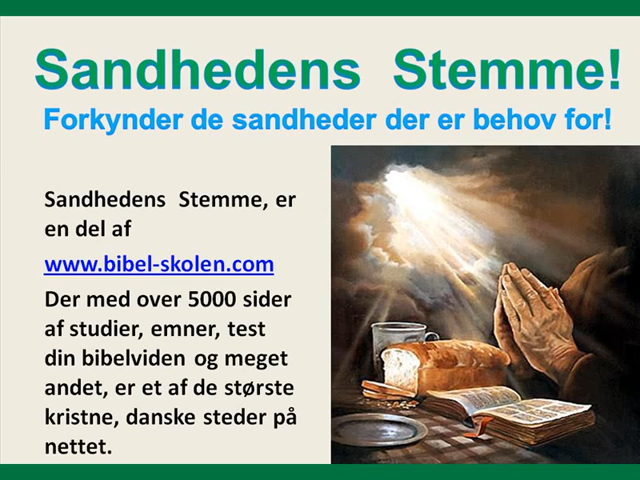 Sandhedens Stemme!
Forkynder de sandheder der er behov for!
Sandhedens Stemme, er
en del af
www.bibel-skolen.com
Der med over 5000 sider
af studier, emner, test
din bibelviden og meget
andet, er et af de største
kristne, danske steder på
nettet.